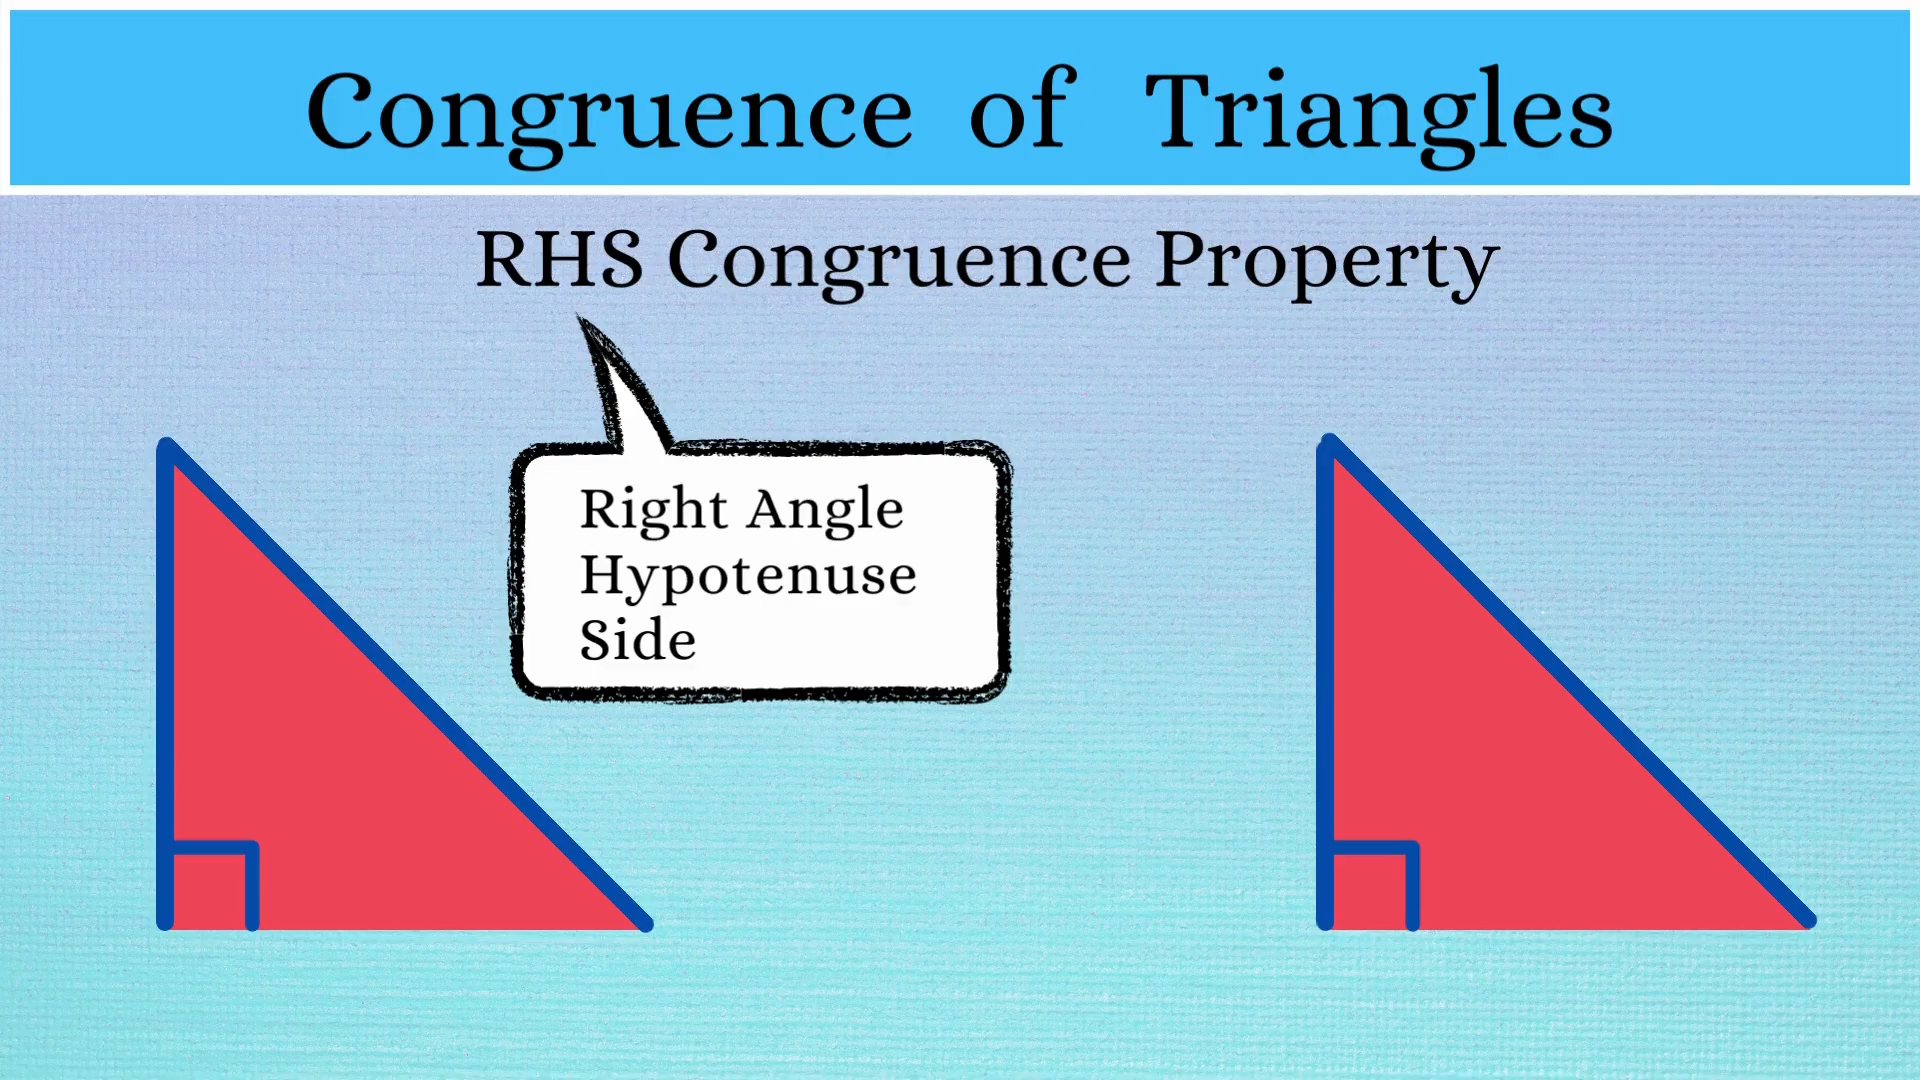 Congruence of Triangles
RHS Congruence Property
Right Angle
Hypotenuse
Side